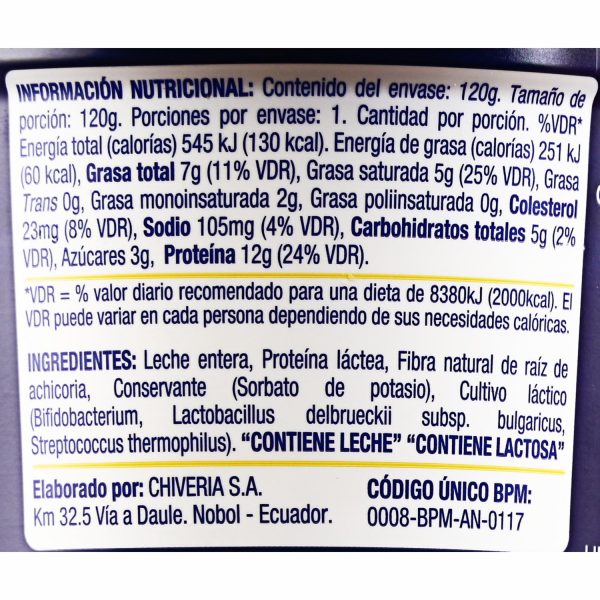 INFORMACIÓN NUTRICIONAL: Contenido del envase: 120g. Tamaño de
porción: 120g. Porciones por envase: 1. Cantidad por porción. %VDR*
Energía total (calorías) 545 kJ (130 kcal). Energía de grasa (calorías) 251 kJ
(60 kcal), Grasa total 7g (11% VDR), Grasa saturada 5g (25% VDR), Grasa
Trans 0g, Grasa monoinsaturada 2g, Grasa poliinsaturada 0g, Colesterol
23mg (8% VDR), Sodio 105mg (4% VDR), Carbohidratos totales 5g (2%
VDR), Azúcares 3g, Proteína 12g (24% VDR).
*VDR = % valor diario recomendado para una dieta de 8380kJ (2000kcal). El
VDR puede variar en cada persona dependiendo de sus necesidades calóricas.
INGREDIENTES: Leche entera, Proteína láctea, Fibra natural de raíz de
achicoria, Conservante (Sorbato de potasio), Cultivo láctico
(Bifidobacterium, Lactobacillus delbrueckii subsp. bulgaricus,
Streptococcus thermophilus). “CONTIENE LECHE” “CONTIENE LACTOSA”
Elaborado por: CHIVERIA S.A.
Km 32.5 Vía a Daule. Nobol - Ecuador.
CÓDIGO ÚNICO BPM:
0008-BPM-AN-0117